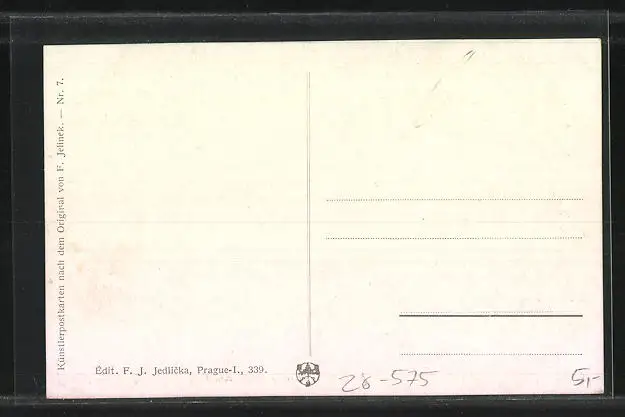 Künstlerpostkarten nach dem Original von F. Jelinek. — Nr. 7.
Édit. F. J. Jedlička, Prague-I., 339.
28-575
5,-